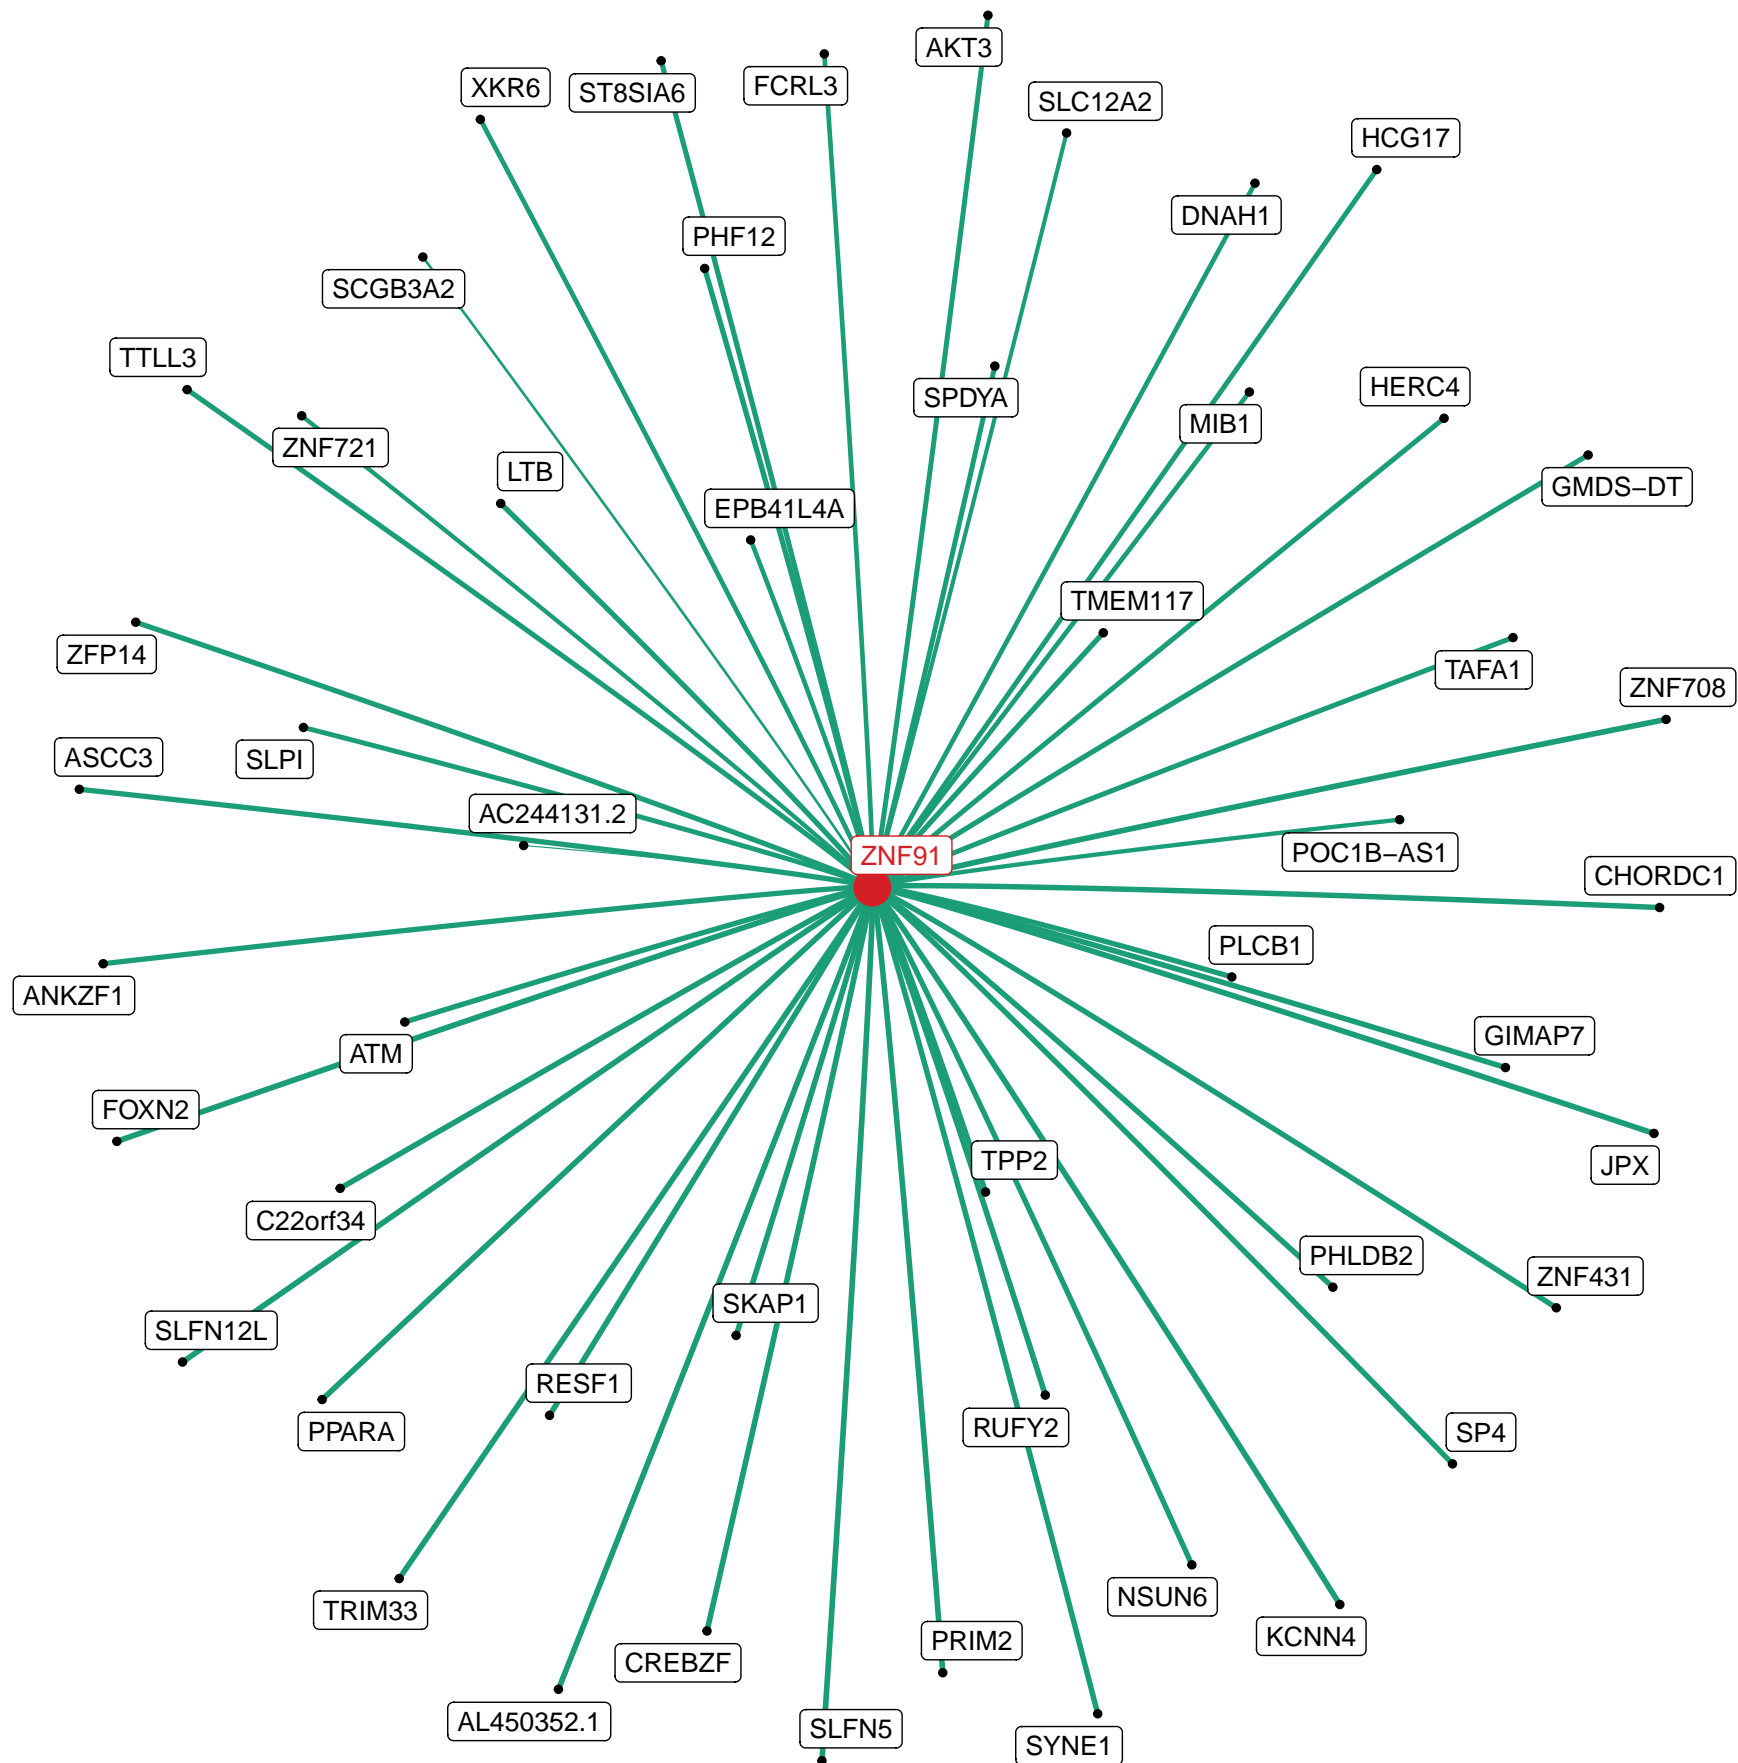 AKT3
FCRL3
XKR6
ST8SIA6
SLC12A2
HCG17
DNAH1
PHF12
SCGB3A2
TTLL3
HERC4
SPDYA
MIB1
ZNF721
LTB
GMDS−DT
EPB41L4A
TMEM117
ZFP14
TAFA1
ZNF708
ASCC3
SLPI
AC244131.2
POC1B−AS1
ZNF91
CHORDC1
PLCB1
ANKZF1
GIMAP7
ATM
FOXN2
TPP2
JPX
C22orf34
PHLDB2
ZNF431
SKAP1
SLFN12L
RESF1
RUFY2
PPARA
SP4
NSUN6
TRIM33
KCNN4
PRIM2
CREBZF
AL450352.1
SLFN5
SYNE1